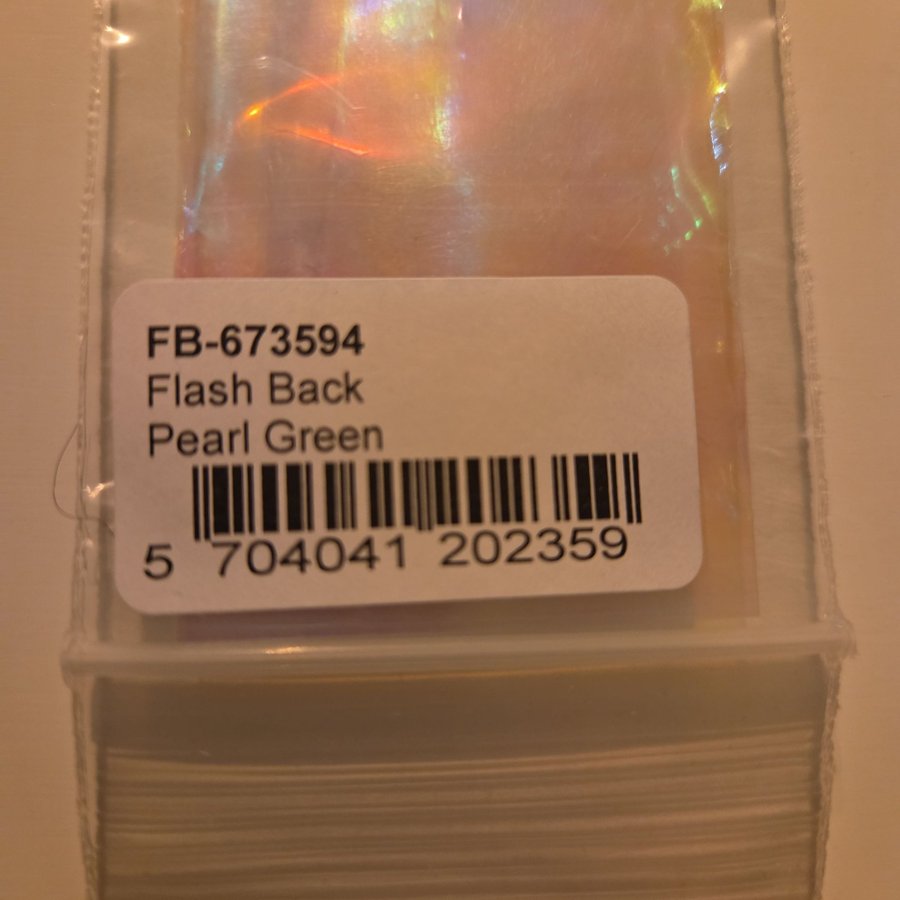 FB-673594
Flash Back
Pearl Green
5 704041 202359